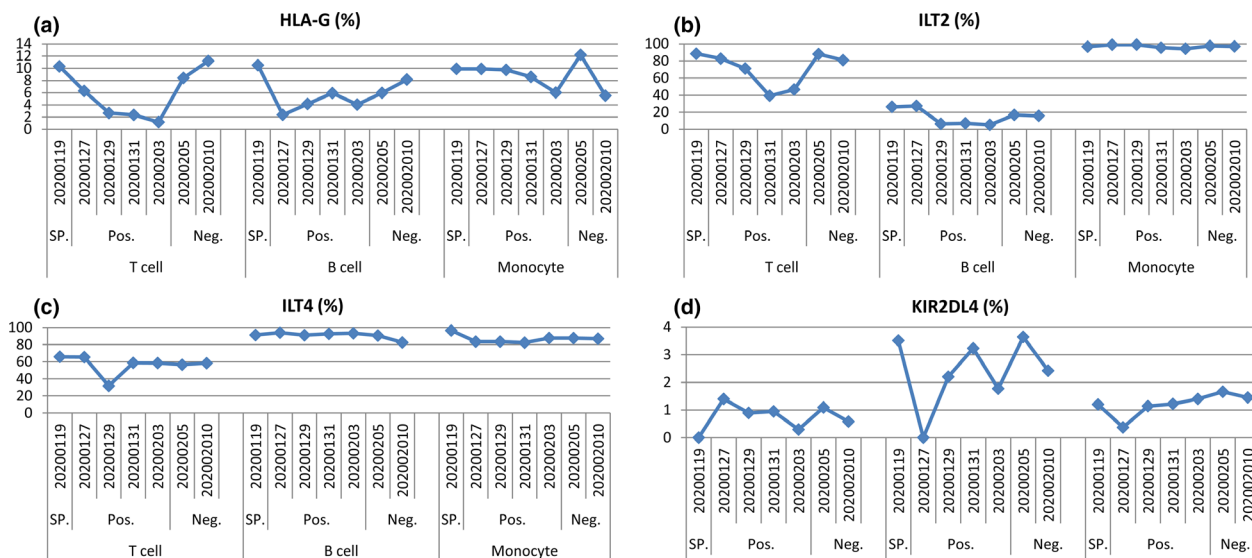 (a) HLA-G (%)
14
12
10
8
6
4
2
0
20200119 20200127 20200129 20200131 20200203 20200205 202002010 20200119 20200127 20200129 20200131 20200203 20200205 202002010 20200119 20200127 20200129 20200131 20200203 20200205 202002010
SP. Pos. Neg. SP. Pos. Neg. SP. Pos. Neg.
T cell B cell Monocyte
(b) ILT2 (%)
100
80
60
40
20
0
20200119 20200127 20200129 20200131 20200203 20200205 202002010 20200119 20200127 20200129 20200131 20200203 20200205 202002010 20200119 20200127 20200129 20200131 20200203 20200205 202002010
SP. Pos. Neg. SP. Pos. Neg. SP. Pos. Neg.
T cell B cell Monocyte
(c) ILT4 (%)
100
80
60
40
20
0
20200119 20200127 20200129 20200131 20200203 20200205 202002010 20200119 20200127 20200129 20200131 20200203 20200205 202002010 20200119 20200127 20200129 20200131 20200203 20200205 202002010
SP. Pos. Neg. SP. Pos. Neg. SP. Pos. Neg.
T cell B cell Monocyte
(d) KIR2DL4 (%)
4
3
2
1
0
20200119 20200127 20200129 20200131 20200203 20200205 202002010 20200119 20200127 20200129 20200131 20200203 20200205 202002010 20200119 20200127 20200129 20200131 20200203 20200205 202002010
SP. Pos. Neg. SP. Pos. Neg. SP. Pos. Neg.
T cell B cell Monocyte